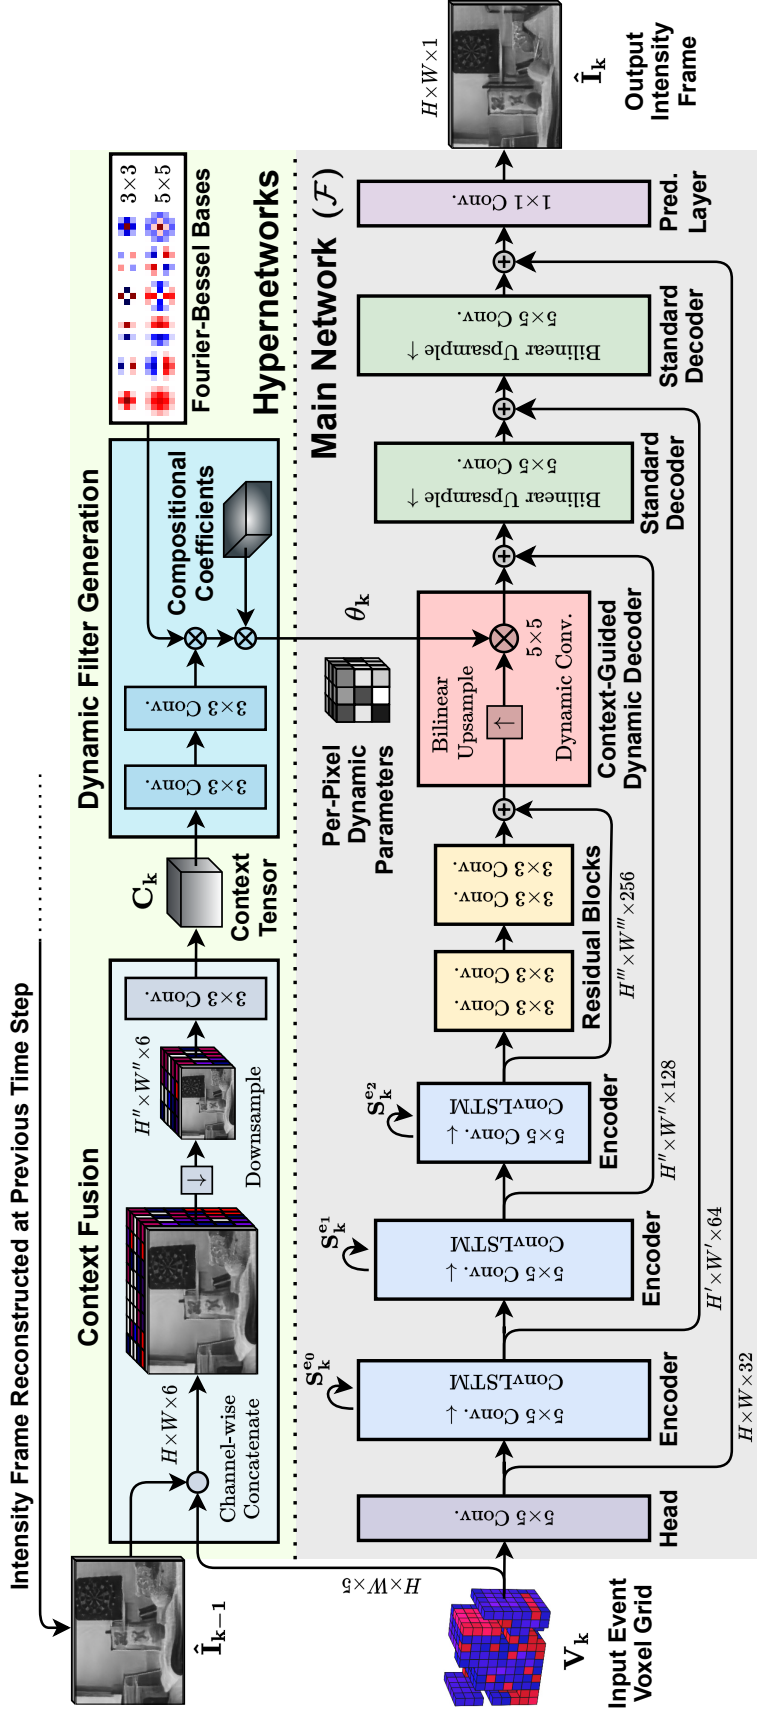 Intensity Frame Reconstructed at Previous Time Step
Î_{k−1}
Context Fusion
H×W×6
Channel-wise
Concatenate
H″×W″×6
Downsample
↓
3×3 Conv.
C_k
Context
Tensor
Dynamic Filter Generation
3×3 Conv.
3×3 Conv.
Compositional
Coefficients
3×3
5×5
Fourier-Bessel Bases
Hypernetworks
H×W×5
V_k
Input Event
Voxel Grid
Main Network (F)
5×5 Conv.
Head
S_k^{e_0}
5×5 Conv. ↓
ConvLSTM
Encoder
S_k^{e_1}
5×5 Conv. ↓
ConvLSTM
Encoder
S_k^{e_2}
5×5 Conv. ↓
ConvLSTM
Encoder
3×3 Conv.
3×3 Conv.
3×3 Conv.
3×3 Conv.
Residual Blocks
Per-Pixel
Dynamic
Parameters
θ_k
Bilinear
Upsample
↑
5×5
Dynamic Conv.
Context-Guided
Dynamic Decoder
Bilinear Upsample ↑
5×5 Conv.
Standard
Decoder
Bilinear Upsample ↑
5×5 Conv.
Standard
Decoder
1×1 Conv.
Pred.
Layer
H×W×1
Î_k
Output
Intensity
Frame
H‴×W‴×256
H″×W″×128
H′×W′×64
H×W×32